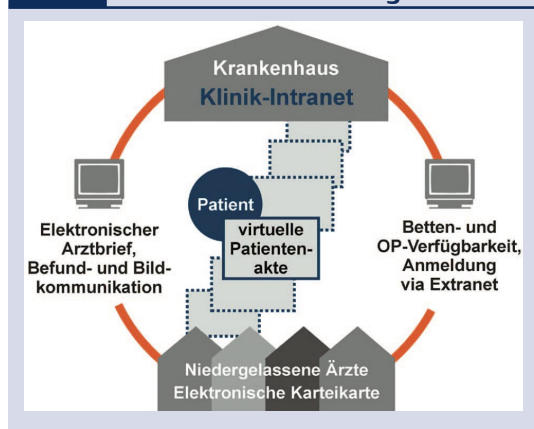 Krankenhaus
Klinik-Intranet
Patient
virtuelle
Patienten-
akte
Elektronischer
Arztbrief,
Befund- und Bild-
kommunikation
Betten- und
OP-Verfügbarkeit,
Anmeldung
via Extranet
Niedergelassene Ärzte
Elektronische Karteikarte